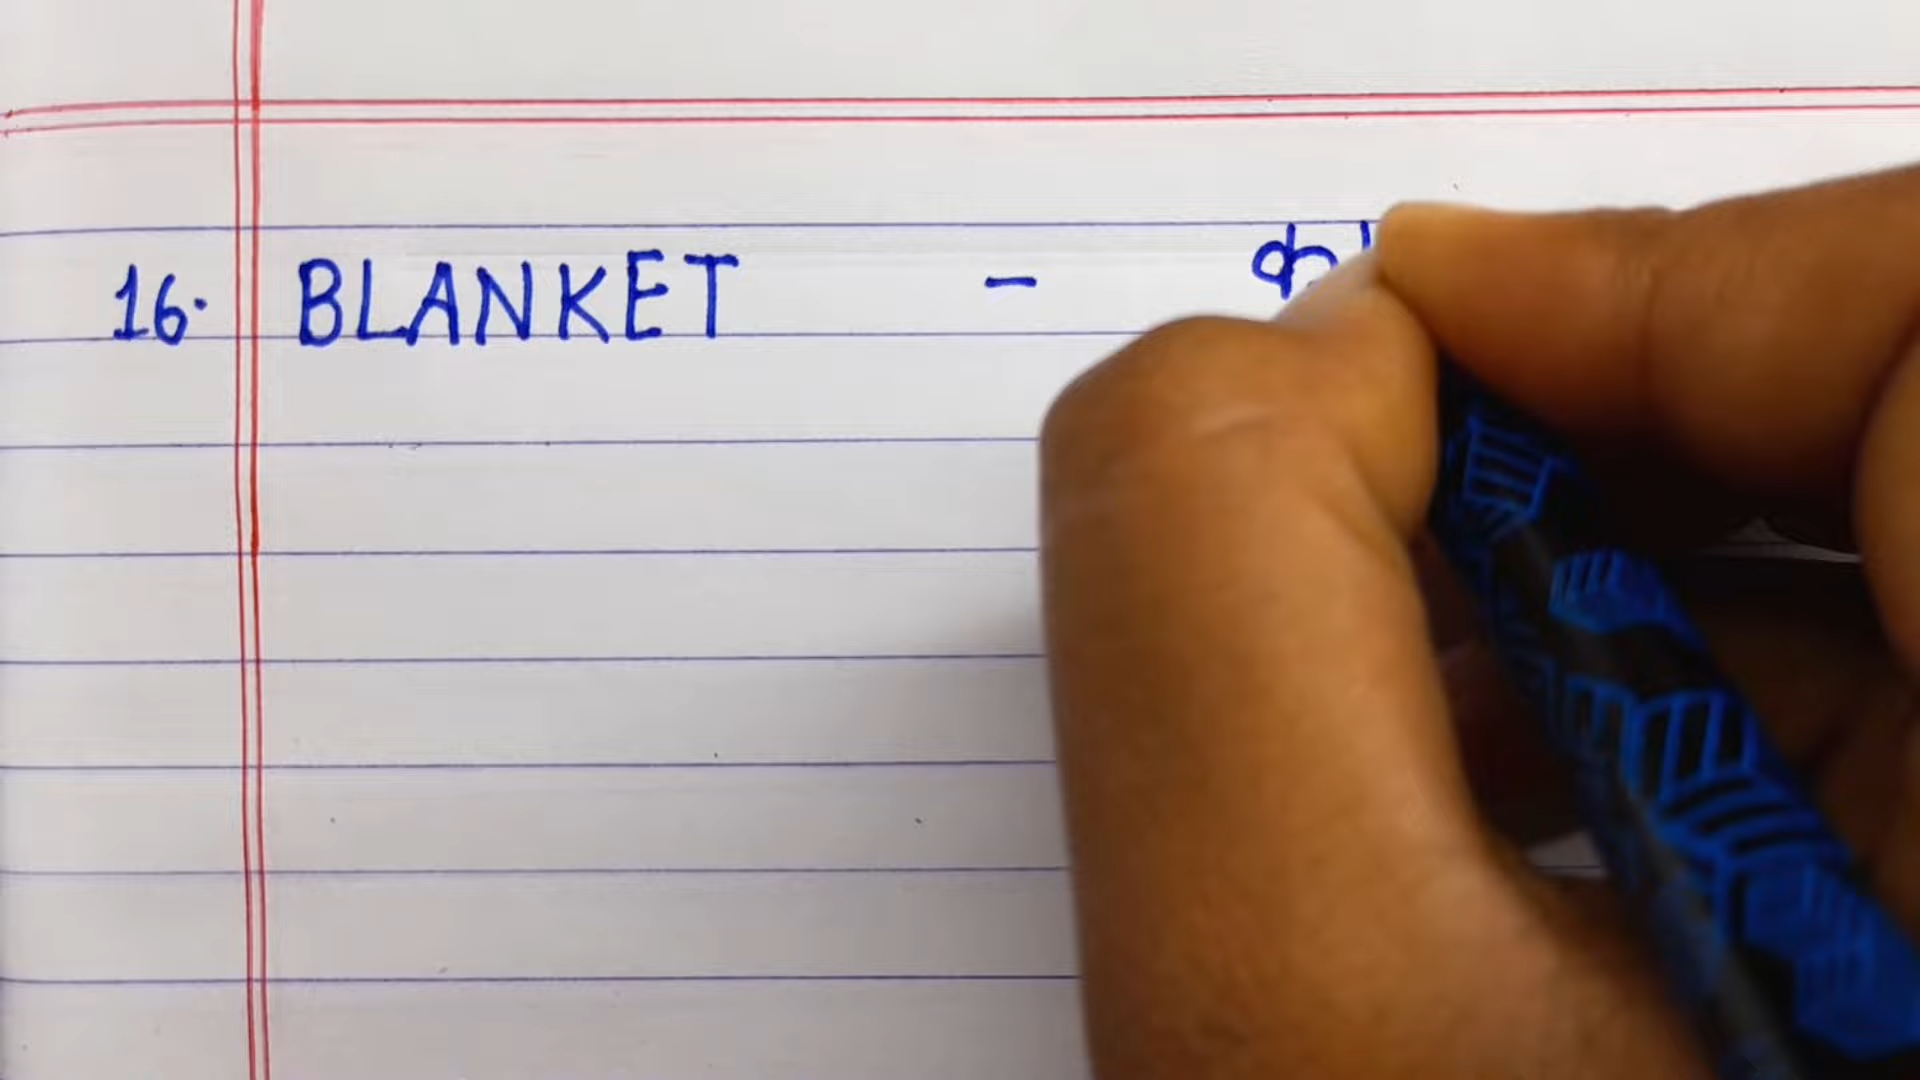 16. BLANKET - क